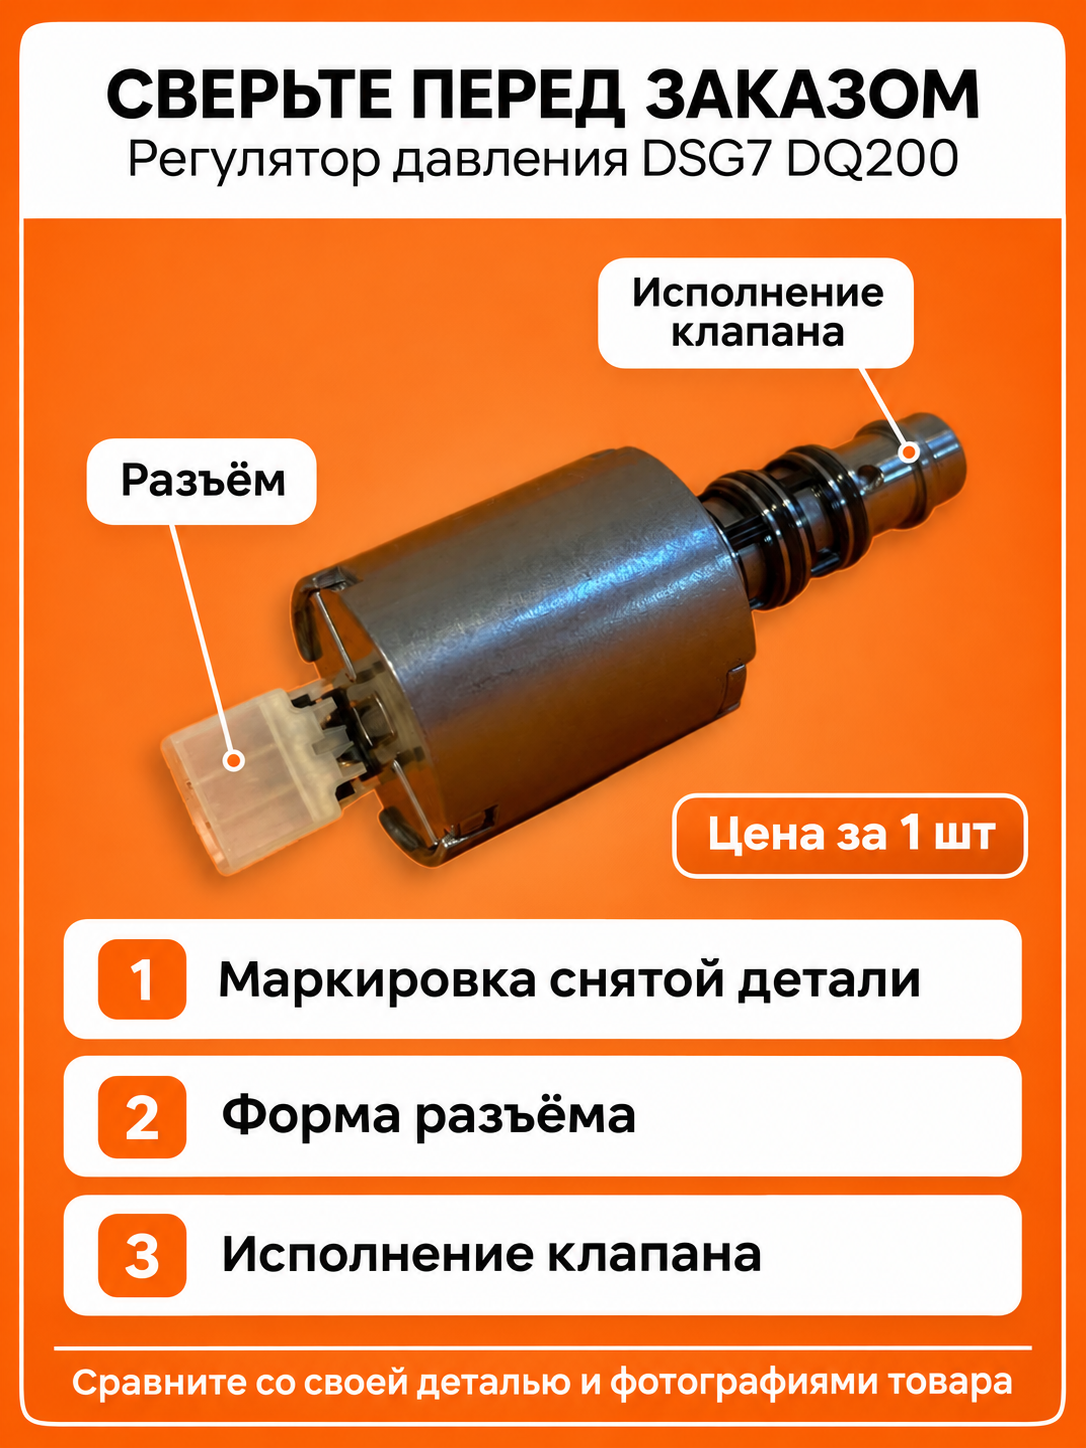 СВЕРЬТЕ ПЕРЕД ЗАКАЗОМ
Регулятор давления DSG7 DQ200
Исполнение
клапана
Разъём
Цена за 1 шт
1 Маркировка снятой детали
2 Форма разъёма
3 Исполнение клапана
Сравните со своей деталью и фотографиями товара